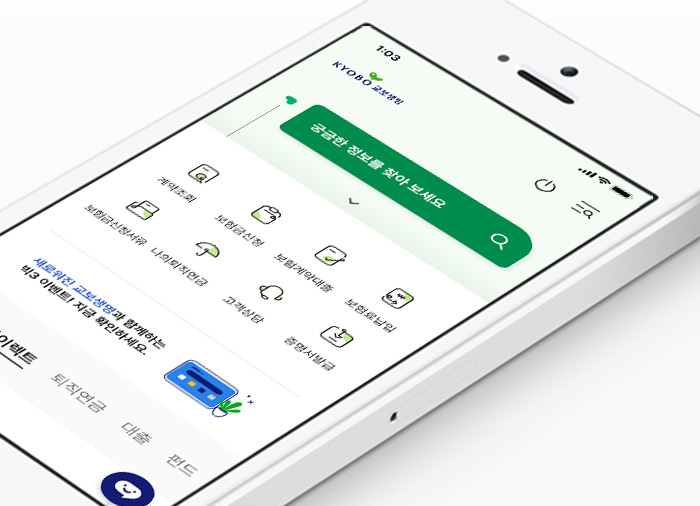 1:03
KYOBO 교보생명
궁금한 정보를 찾아 보세요
계약조회
보험금신청
보험계약대출
보험료납입
보험금신청서류
나의퇴직연금
고객상담
증명서발급
새로워진 교보생명과 함께하는
빅3 이벤트! 지금 확인하세요.
이렉트
퇴직연금
대출
펀드